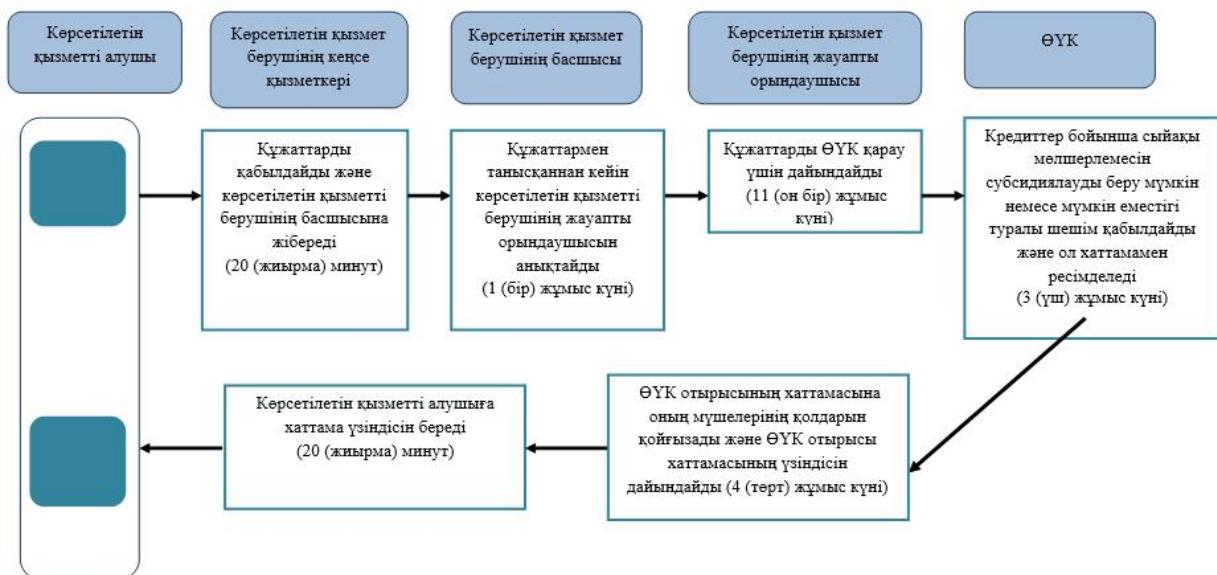 Көрсетілетін
қызметті алушы
Көрсетілетін қызмет
берушінің кеңсе
қызметкері
Көрсетілетін қызмет
берушінің басшысы
Көрсетілетін қызмет
берушінің жауапты
орындаушысы
ӨҮК
Құжаттарды
қабылдайды және
көрсетілетін қызметті
берушінің басшысына
жібереді
(20 (жиырма) минут)
Құжаттармен
танысқаннан кейін
көрсетілетін қызметті
берушінің жауапты
орындаушысын
анықтайды
(1 (бір) жұмыс күні)
Құжаттарды ӨҮК қарау
үшін дайындайды
(11 (он бір) жұмыс
күні)
Кредиттер бойынша сыйақы
мөлшерлемесін
субсидиялауды беру мүмкін
немесе мүмкін еместігі
туралы шешім қабылдайды
және ол хаттамамен
ресімделеді
(3 (үш) жұмыс күні)
Көрсетілетін қызметті алушыға
хаттама үзіндісін береді
(20 (жиырма) минут)
ӨҮК отырысының хаттамасына
оның мүшелерінің қолдарын
қойғызады және ӨҮК отырысы
хаттамасының үзіндісін
дайындайды (4 (төрт) жұмыс күні)